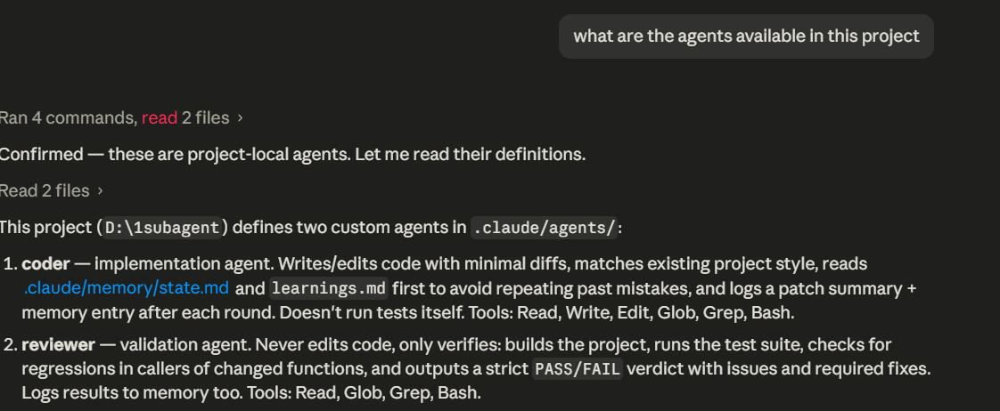 what are the agents available in this project
Ran 4 commands, read 2 files ›
Confirmed — these are project-local agents. Let me read their definitions.
Read 2 files ›
This project (D:\1subagent) defines two custom agents in .claude/agents/:
1. coder — implementation agent. Writes/edits code with minimal diffs, matches existing project style, reads
.claude/memory/state.md and learnings.md first to avoid repeating past mistakes, and logs a patch summary +
memory entry after each round. Doesn't run tests itself. Tools: Read, Write, Edit, Glob, Grep, Bash.
2. reviewer — validation agent. Never edits code, only verifies: builds the project, runs the test suite, checks for
regressions in callers of changed functions, and outputs a strict PASS/FAIL verdict with issues and required fixes.
Logs results to memory too. Tools: Read, Glob, Grep, Bash.